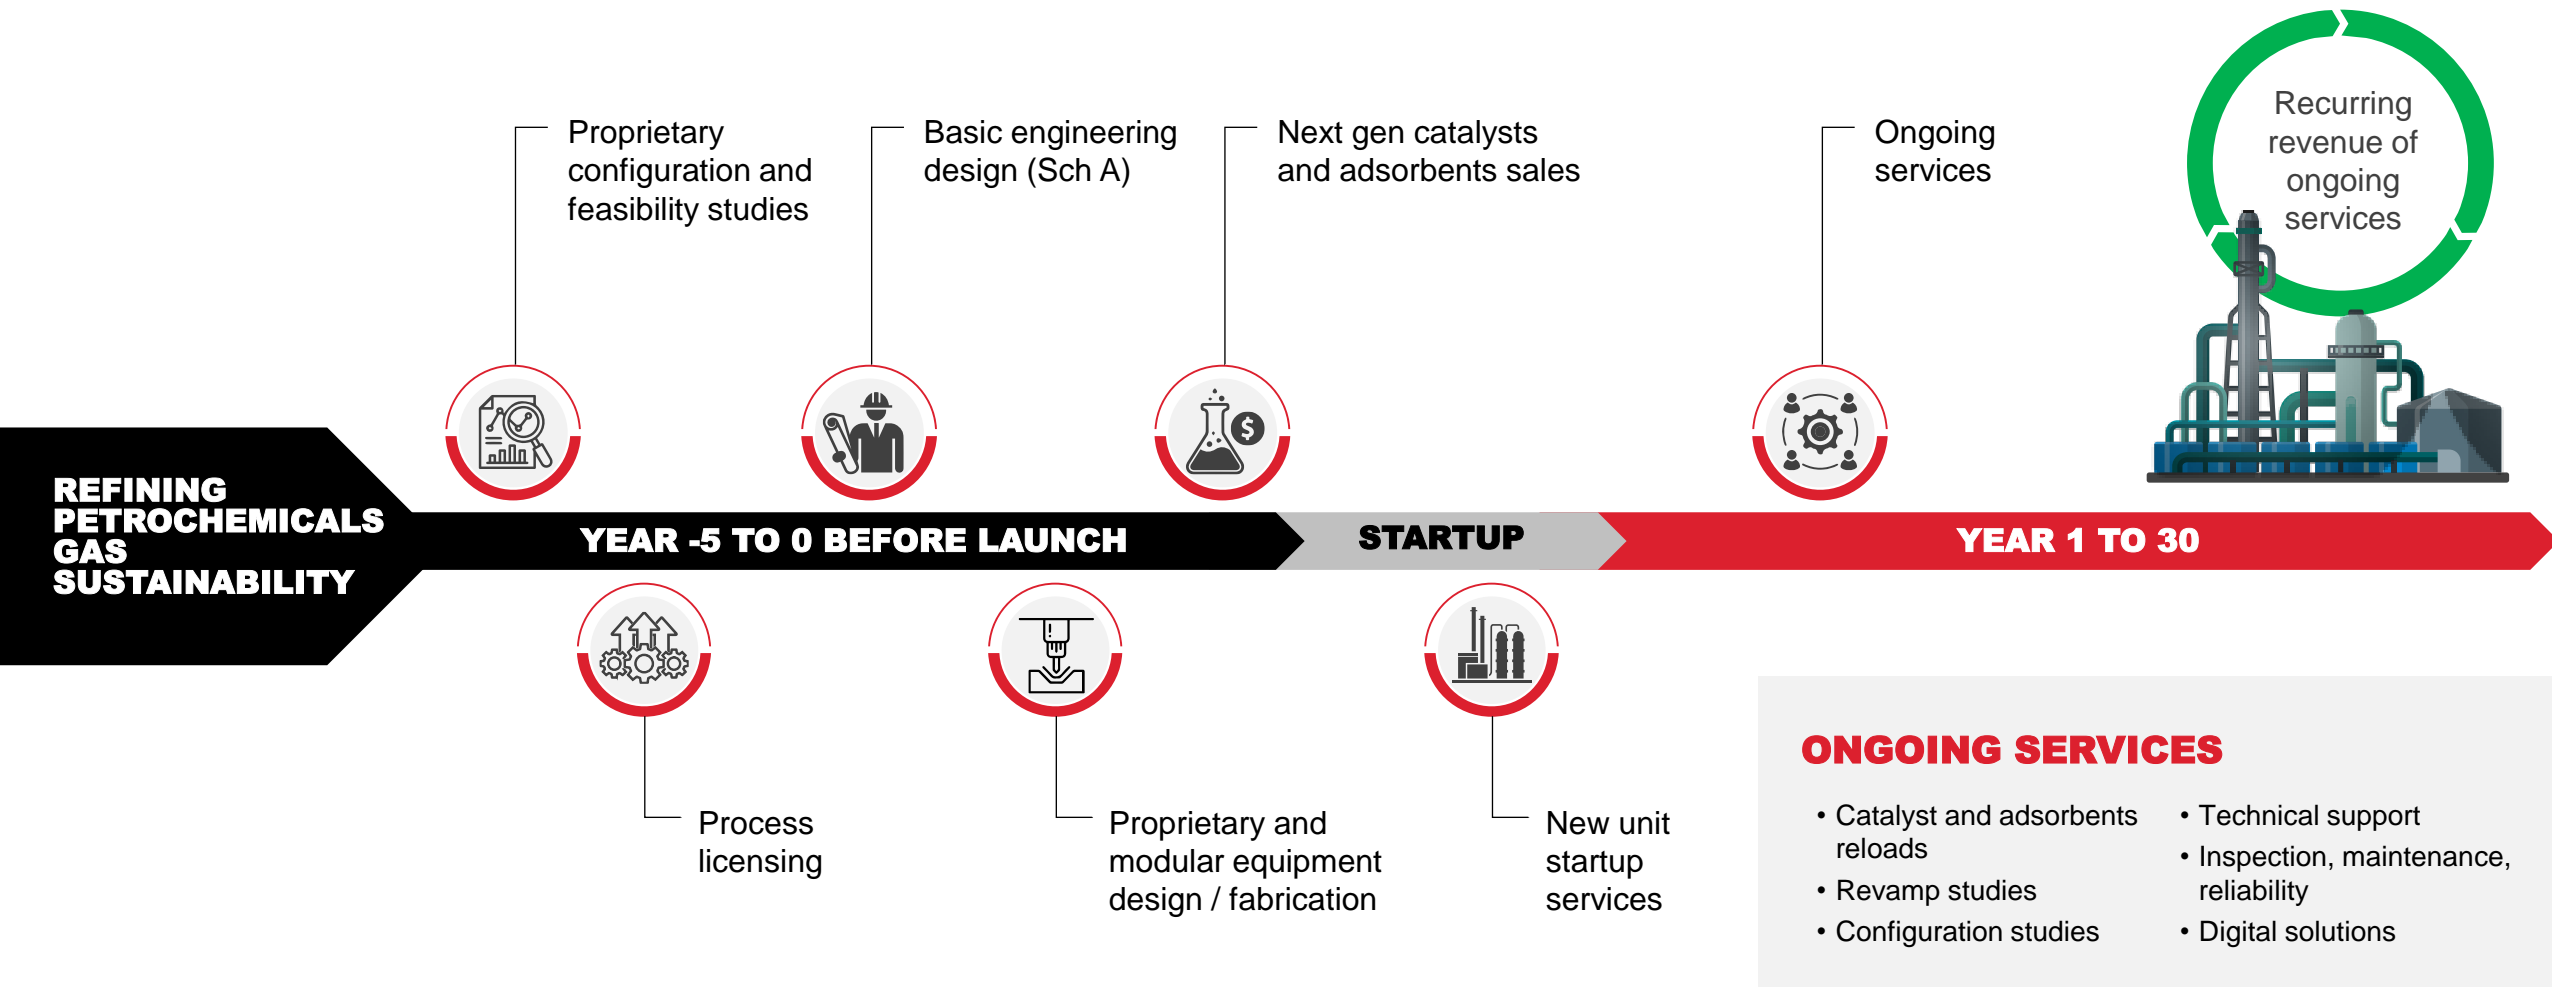 Recurring
revenue of
ongoing
services
Proprietary
configuration and
feasibility studies
Basic engineering
design (Sch A)
Next gen catalysts
and adsorbents sales
Ongoing
services
$
REFINING
PETROCHEMICALS
GAS
SUSTAINABILITY
YEAR -5 TO 0 BEFORE LAUNCH
STARTUP
YEAR 1 TO 30
Process
licensing
Proprietary and
modular equipment
design / fabrication
New unit
startup
services
ONGOING SERVICES
• Catalyst and adsorbents
reloads
• Revamp studies
• Configuration studies
• Technical support
• Inspection, maintenance,
reliability
• Digital solutions